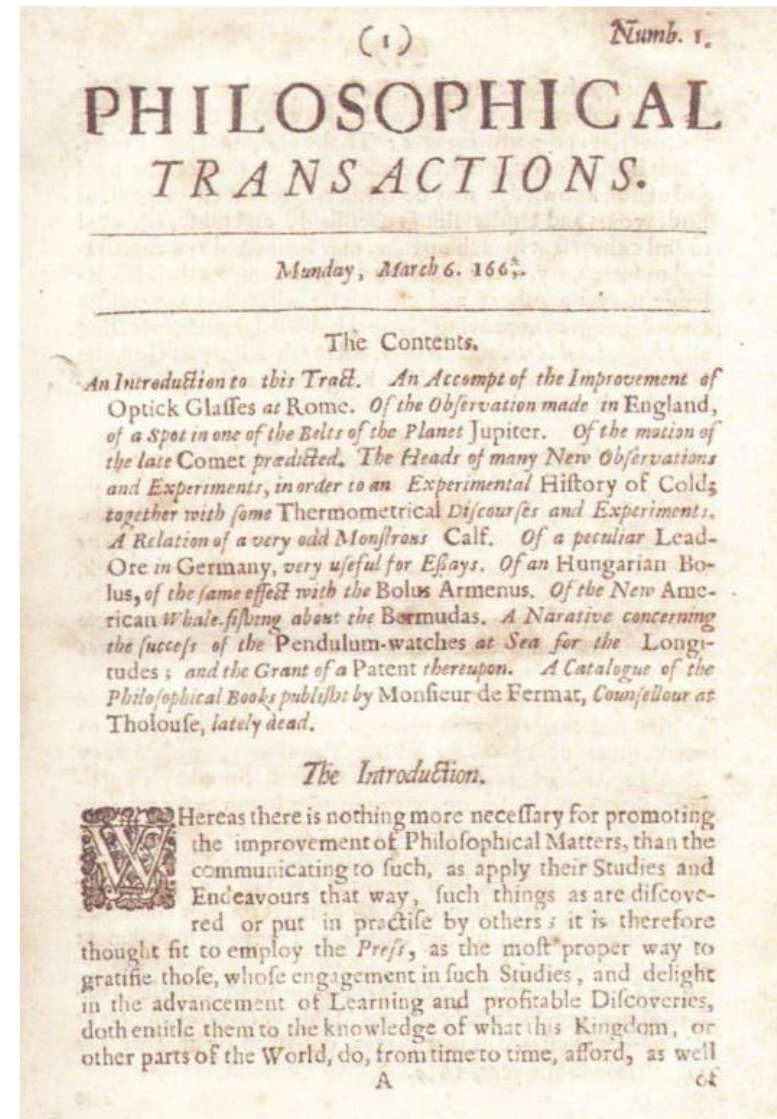 (1)
Numb. 1.
PHILOSOPHICAL
TRANSACTIONS.
Munday, March 6. 166⅘.
The Contents.
An Introduction to this Tract. An Accompt of the Improvement of
Optick Glaſſes at Rome. Of the Obſervation made in England,
of a Spot in one of the Belts of the Planet Jupiter. Of the motion of
the late Comet prædicted. The Heads of many New Obſervations
and Experiments, in order to an Experimental Hiſtory of Cold;
together with ſome Thermometrical Diſcourſes and Experiments.
A Relation of a very odd Monſtrous Calf. Of a peculiar Lead-
Ore in Germany, very uſeful for Eſſays. Of an Hungarian Bo-
lus, of the ſame effect with the Bolus Armenus. Of the New Ame-
rican Whale-fiſhing about the Bermudas. A Narative concerning
the ſucceſs of the Pendulum-watches at Sea for the Longi-
tudes; and the Grant of a Patent thereupon. A Catalogue of the
Philoſophical Books publiſht by Monſieur de Fermat, Counſellour at
Tholouſe, lately dead.
The Introduction.
WHereas there is nothing more neceſſary for promoting
the improvement of Philoſophical Matters, than the
communicating to ſuch, as apply their Studies and
Endeavours that way, ſuch things as are diſcove-
red or put in practiſe by others; it is therefore
thought fit to employ the Preſs, as the moſt proper way to
gratifie thoſe, whoſe engagement in ſuch Studies, and delight
in the advancement of Learning and profitable Diſcoveries,
doth entitle them to the knowledge of what this Kingdom, or
other parts of the World, do, from time to time, afford, as well
A
of